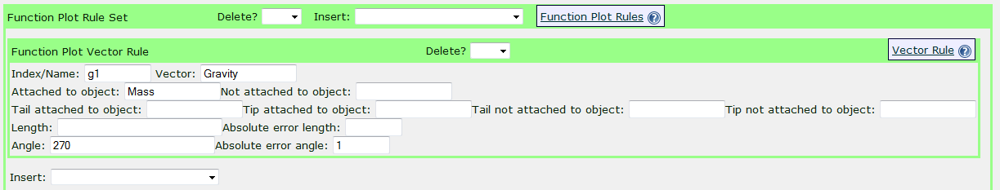 Function Plot Rule Set Delete? Insert: Function Plot Rules ?
Function Plot Vector Rule Delete? Vector Rule ?
Index/Name: g1 Vector: Gravity
Attached to object: Mass Not attached to object:
Tail attached to object: Tip attached to object: Tail not attached to object: Tip not attached to object:
Length: Absolute error length:
Angle: 270 Absolute error angle: 1
Insert: